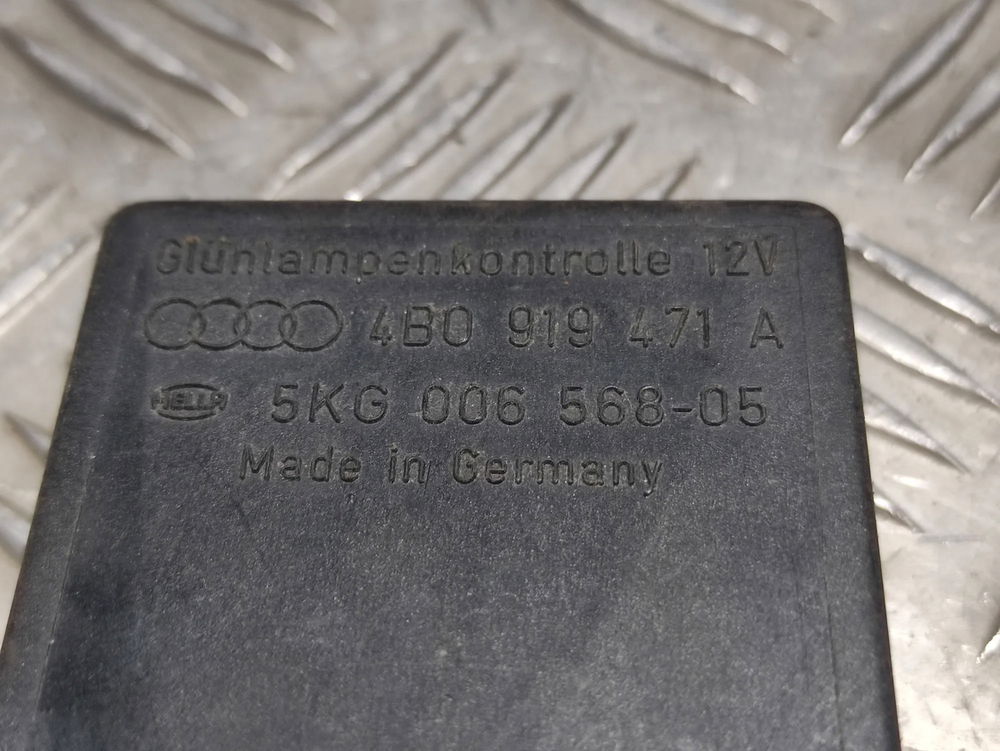 Glühlampenkontrolle 12V
4B0 919 471 A
HELLA 5KG 006 568-05
Made in Germany